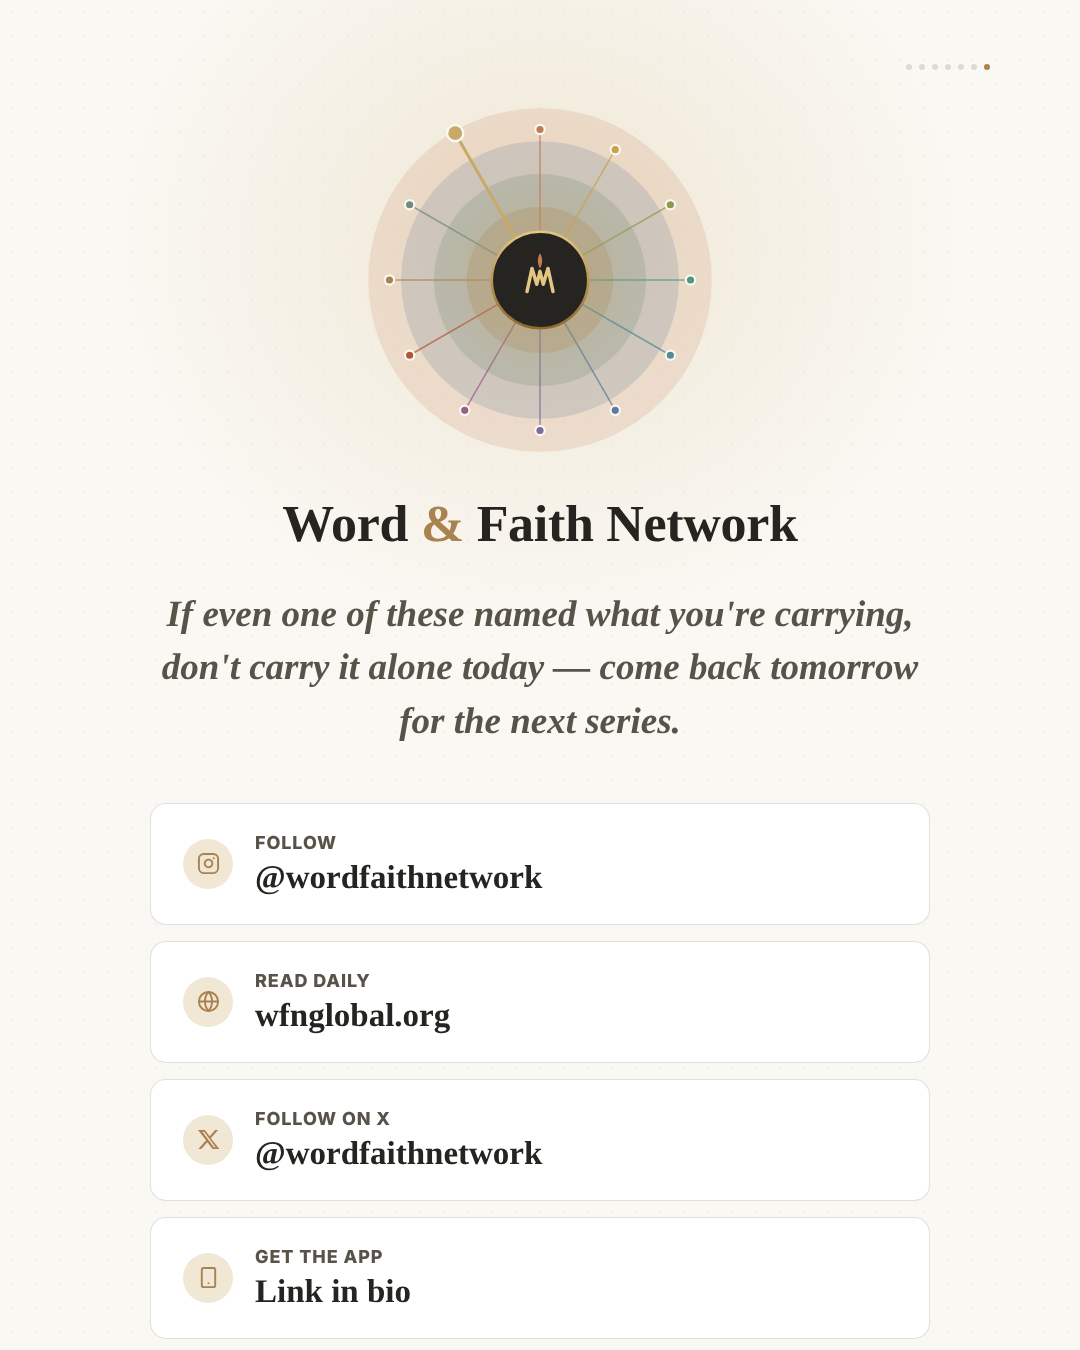 Word & Faith Network
If even one of these named what you're carrying,
don't carry it alone today — come back tomorrow
for the next series.
FOLLOW
@wordfaithnetwork
READ DAILY
wfnglobal.org
FOLLOW ON X
@wordfaithnetwork
GET THE APP
Link in bio